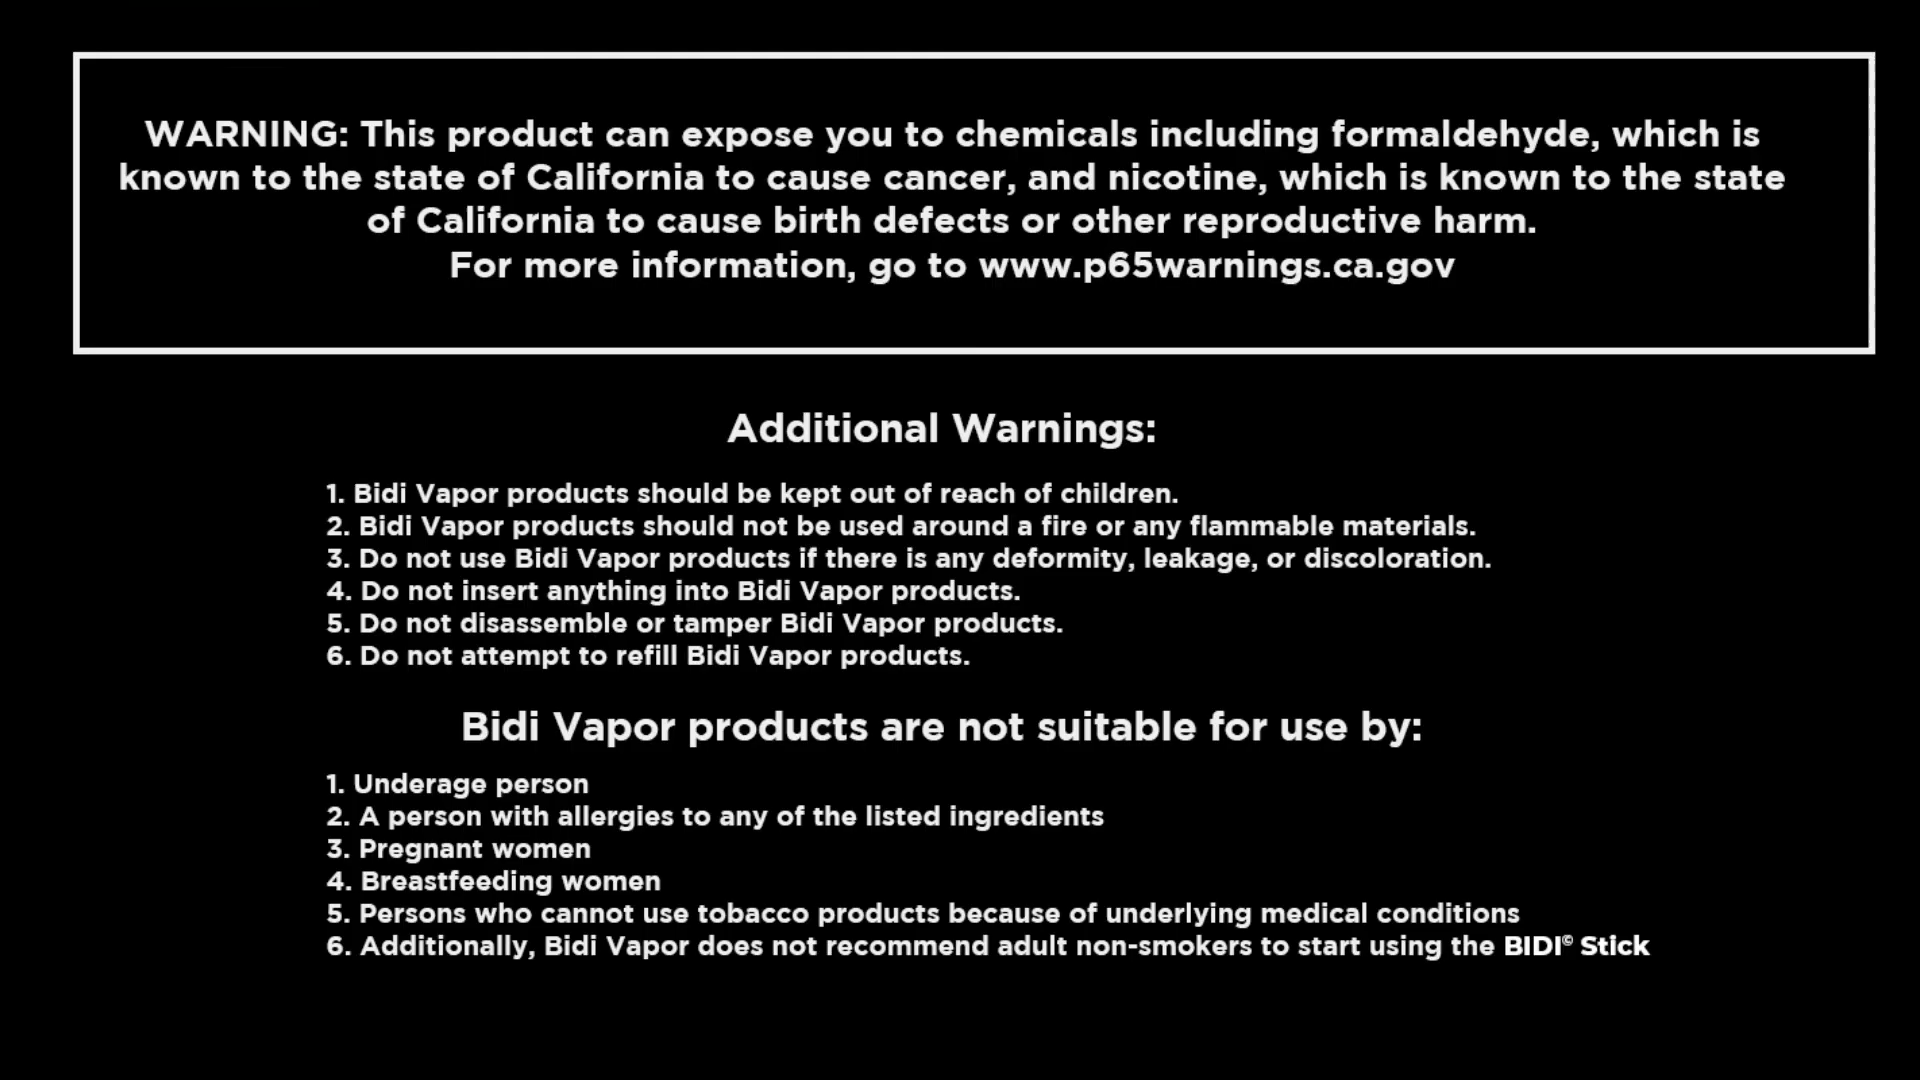 WARNING: This product can expose you to chemicals including formaldehyde, which is
known to the state of California to cause cancer, and nicotine, which is known to the state
of California to cause birth defects or other reproductive harm.
For more information, go to www.p65warnings.ca.gov
Additional Warnings:
1. Bidi Vapor products should be kept out of reach of children.
2. Bidi Vapor products should not be used around a fire or any flammable materials.
3. Do not use Bidi Vapor products if there is any deformity, leakage, or discoloration.
4. Do not insert anything into Bidi Vapor products.
5. Do not disassemble or tamper Bidi Vapor products.
6. Do not attempt to refill Bidi Vapor products.
Bidi Vapor products are not suitable for use by:
1. Underage person
2. A person with allergies to any of the listed ingredients
3. Pregnant women
4. Breastfeeding women
5. Persons who cannot use tobacco products because of underlying medical conditions
6. Additionally, Bidi Vapor does not recommend adult non-smokers to start using the BIDI© Stick